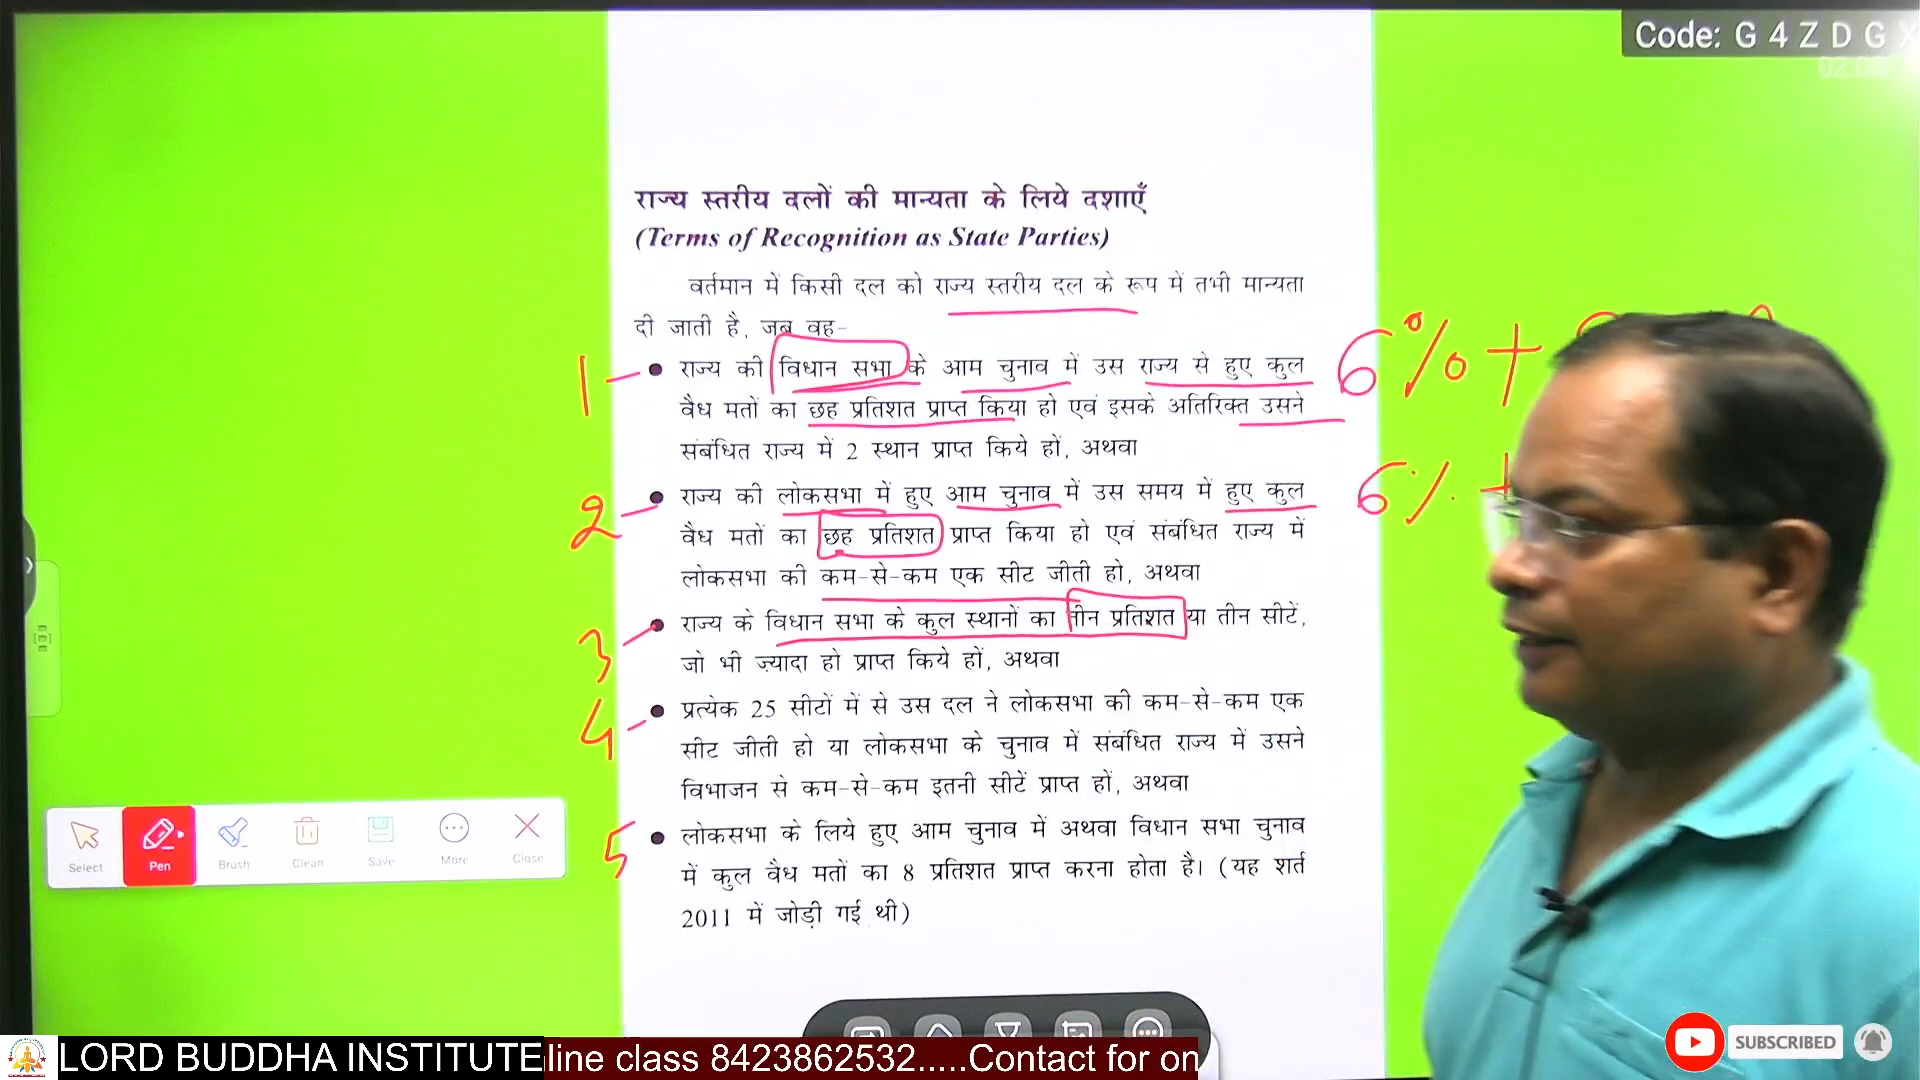 Code: G 4 Z D G X
02:00
राज्य स्तरीय दलों की मान्यता के लिये दशाएँ
(Terms of Recognition as State Parties)
वर्तमान में किसी दल को राज्य स्तरीय दल के रूप में तभी मान्यता
दी जाती है, जब वह-
1 राज्य की विधान सभा के आम चुनाव में उस राज्य से हुए कुल 6% +
वैध मतों का छह प्रतिशत प्राप्त किया हो एवं इसके अतिरिक्त उसने
संबंधित राज्य में 2 स्थान प्राप्त किये हों, अथवा
2 राज्य की लोकसभा में हुए आम चुनाव में उस समय में हुए कुल 6% +
वैध मतों का छह प्रतिशत प्राप्त किया हो एवं संबंधित राज्य में
लोकसभा की कम-से-कम एक सीट जीती हो, अथवा
3 राज्य के विधान सभा के कुल स्थानों का तीन प्रतिशत या तीन सीटें,
जो भी ज़्यादा हो प्राप्त किये हों, अथवा
4 प्रत्येक 25 सीटों में से उस दल ने लोकसभा की कम-से-कम एक
सीट जीती हो या लोकसभा के चुनाव में संबंधित राज्य में उसने
विभाजन से कम-से-कम इतनी सीटें प्राप्त हों, अथवा
5 लोकसभा के लिये हुए आम चुनाव में अथवा विधान सभा चुनाव
में कुल वैध मतों का 8 प्रतिशत प्राप्त करना होता है। (यह शर्त
2011 में जोड़ी गई थी)
Select Pen Brush Clean Save More Close
LORD BUDDHA INSTITUTE line class 8423862532.....Contact for on
SUBSCRIBED